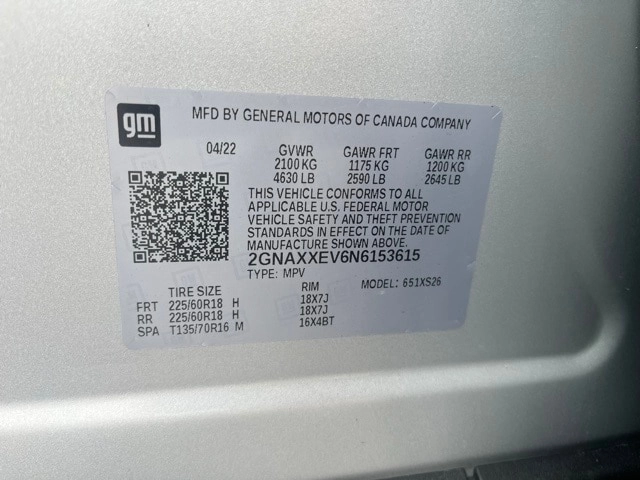 gm
MFD BY GENERAL MOTORS OF CANADA COMPANY
04/22 GVWR GAWR FRT GAWR RR
2100 KG 1175 KG 1200 KG
4630 LB 2590 LB 2645 LB
THIS VEHICLE CONFORMS TO ALL
APPLICABLE U.S. FEDERAL MOTOR
VEHICLE SAFETY AND THEFT PREVENTION
STANDARDS IN EFFECT ON THE DATE OF
MANUFACTURE SHOWN ABOVE.
2GNAXXEV6N6153615
TYPE: MPV MODEL: 651XS26
TIRE SIZE RIM
FRT 225/60R18 H 18X7J
RR 225/60R18 H 18X7J
SPA T135/70R16 M 16X4BT